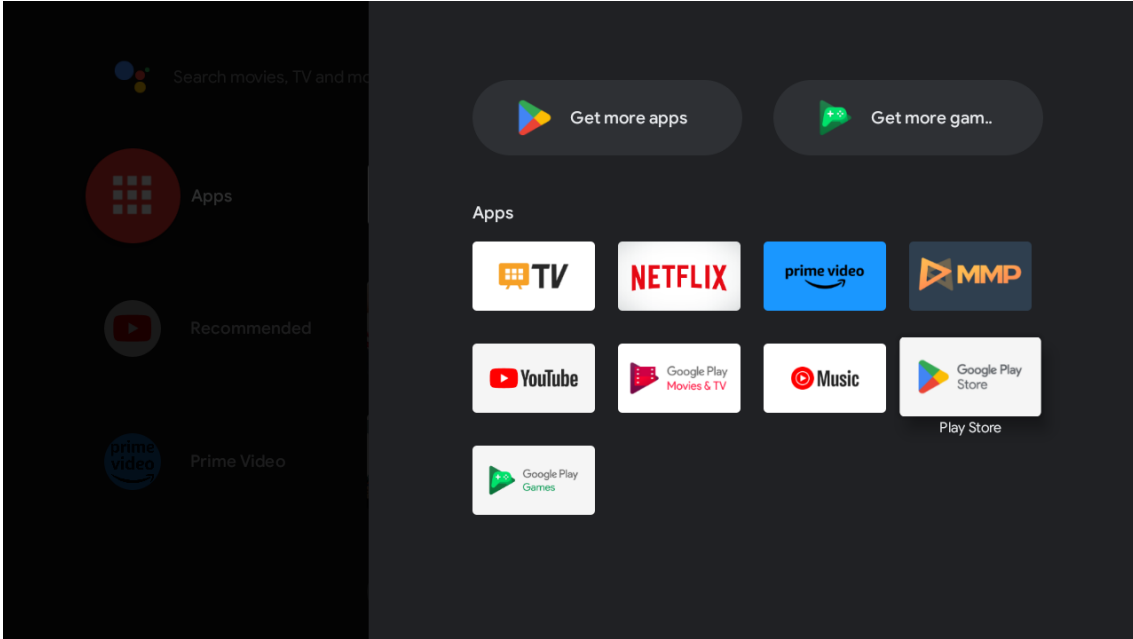 Search movies, TV and mo
Get more apps
Get more gam..
Apps
Apps
TV
NETFLIX
prime video
MMP
Recommended
YouTube
Google Play
Movies & TV
Music
Google Play
Store
Play Store
prime
video
Prime Video
Google Play
Games